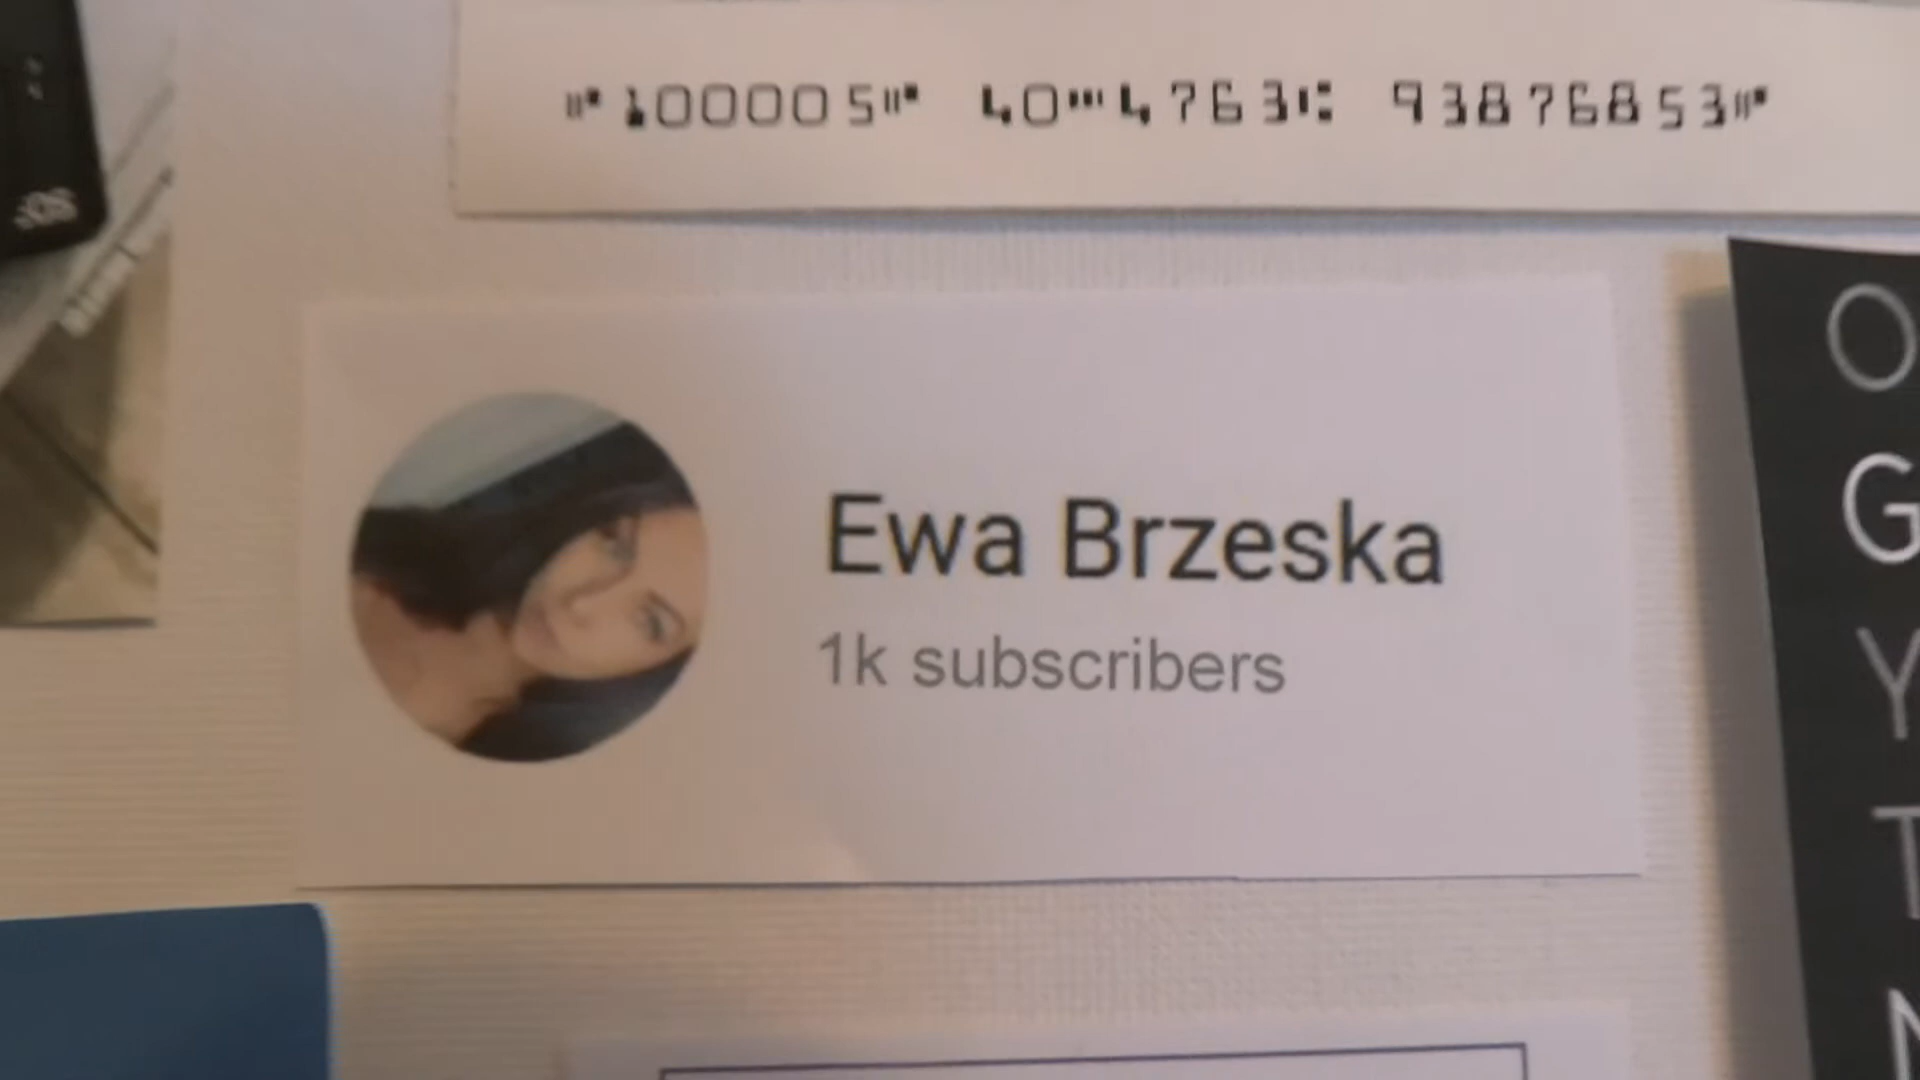 ⑈100005⑈ 40⑉4763⑆ 93876853⑈
Ewa Brzeska
1k subscribers
O
G
Y
T
N